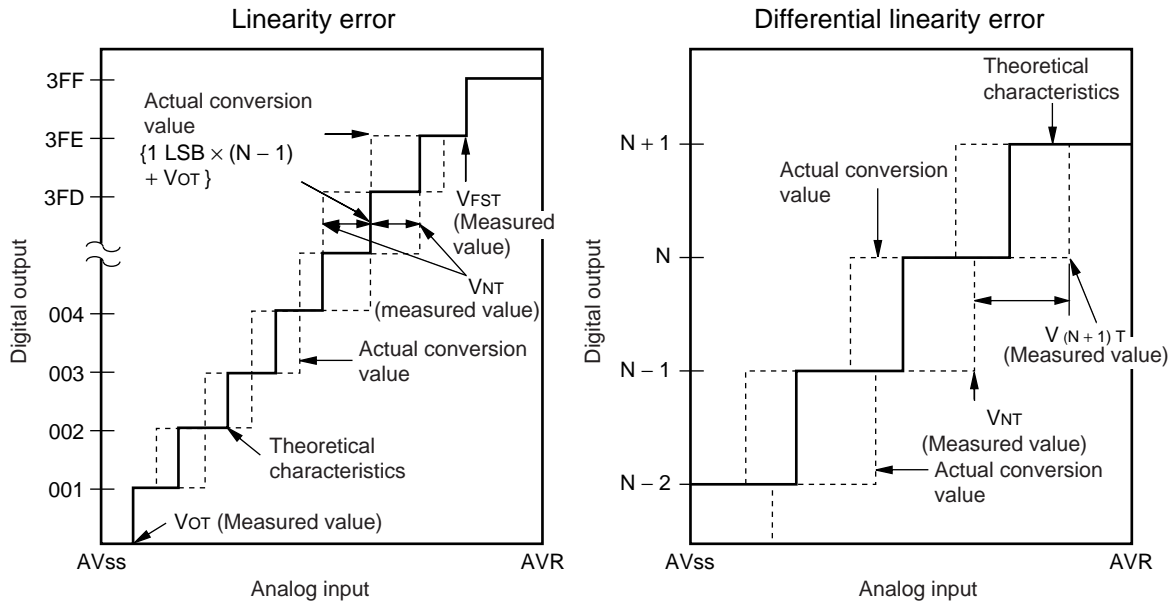 Linearity error
3FF
3FE
3FD
004
003
002
001
Digital output
Actual conversion
value
{1 LSB × (N – 1)
+ VOT }
VFST
(Measured
value)
VNT
(measured value)
Actual conversion
value
Theoretical
characteristics
VOT (Measured value)
AVss
AVR
Analog input
Differential linearity error
N + 1
N
N – 1
N – 2
Digital output
Theoretical
characteristics
Actual conversion
value
V (N + 1) T
(Measured value)
VNT
(Measured value)
Actual conversion
value
AVss
AVR
Analog input